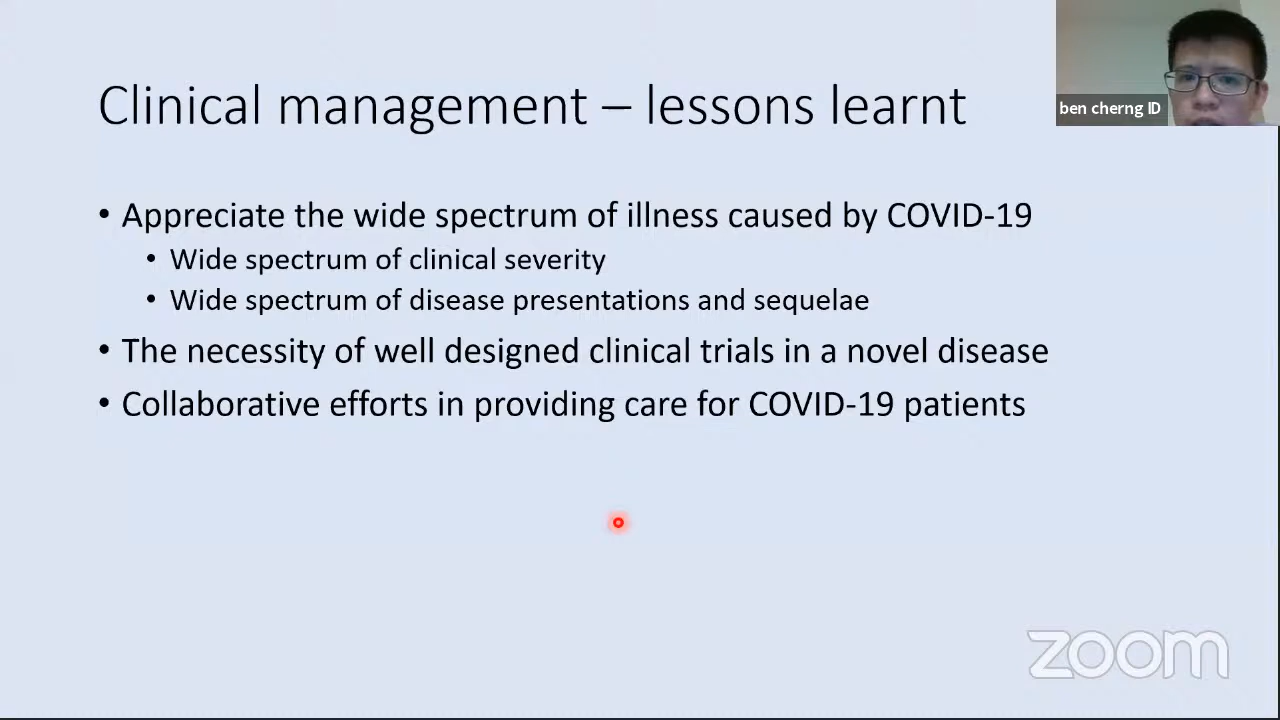 Clinical management – lessons learnt
ben cherng ID
• Appreciate the wide spectrum of illness caused by COVID-19
• Wide spectrum of clinical severity
• Wide spectrum of disease presentations and sequelae
• The necessity of well designed clinical trials in a novel disease
• Collaborative efforts in providing care for COVID-19 patients
zoom